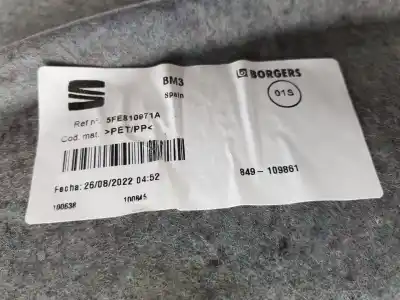 BM3
Spain
BORGERS
01S
Ref nº. 5FE810971A
Cod. mat. >PET/PP<
Fecha: 26/08/2022 04:52
849-109861
100638
100845